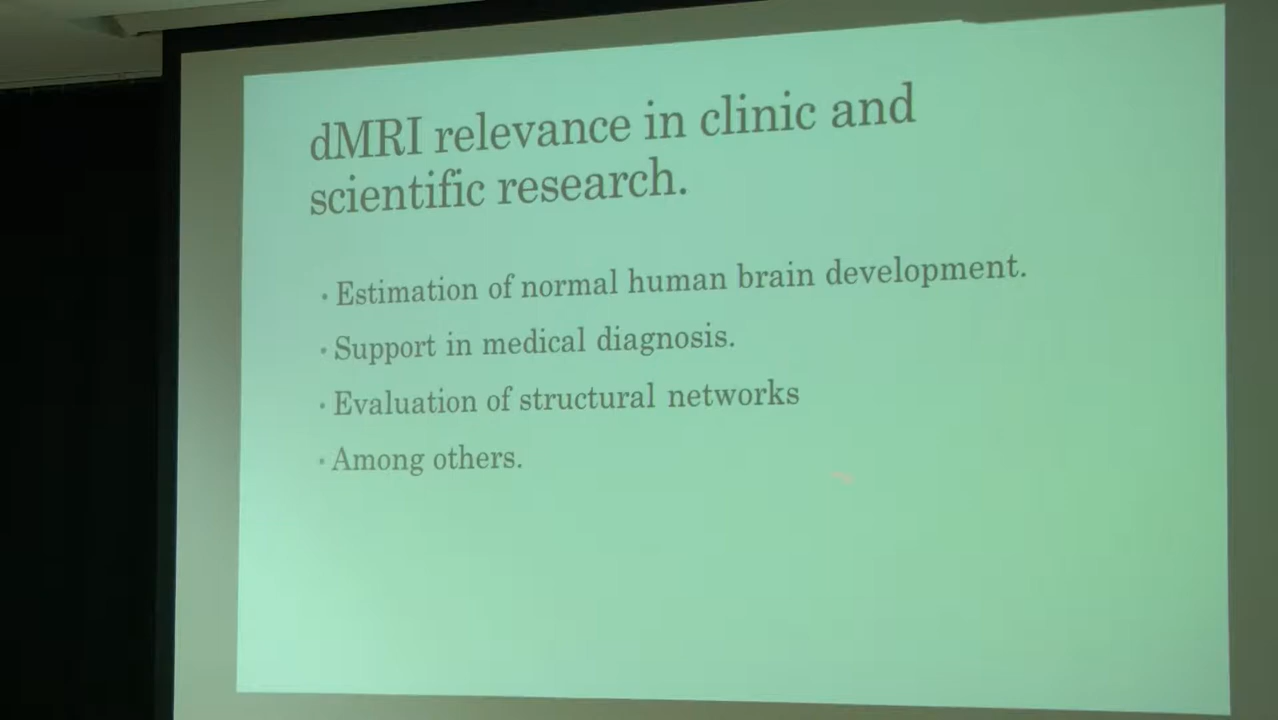 dMRI relevance in clinic and
scientific research.
• Estimation of normal human brain development.
• Support in medical diagnosis.
• Evaluation of structural networks
• Among others.